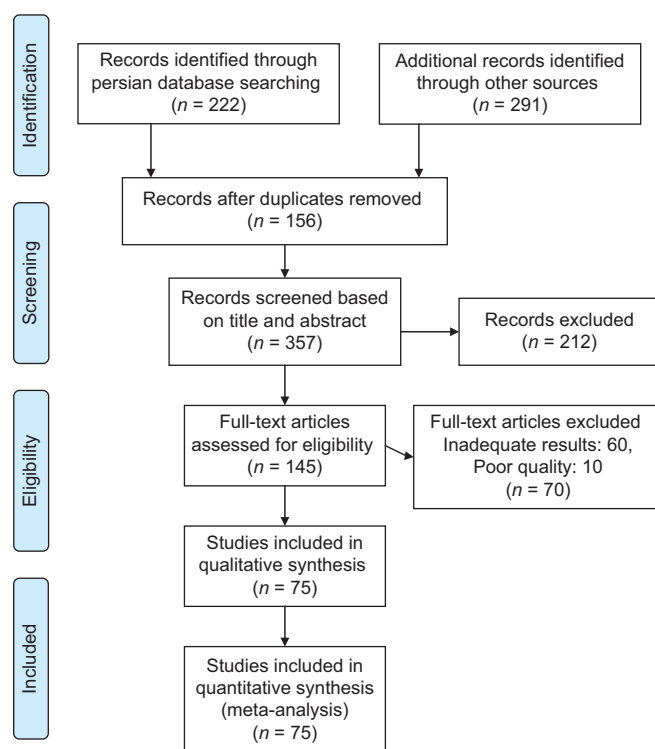 Identification
Records identified through
persian database searching
(n = 222)
Additional records identified
through other sources
(n = 291)
Records after duplicates removed
(n = 156)
Screening
Records screened based
on title and abstract
(n = 357)
Records excluded
(n = 212)
Eligibility
Full-text articles
assessed for eligibility
(n = 145)
Full-text articles excluded
Inadequate results: 60,
Poor quality: 10
(n = 70)
Studies included in
qualitative synthesis
(n = 75)
Included
Studies included in
quantitative synthesis
(meta-analysis)
(n = 75)